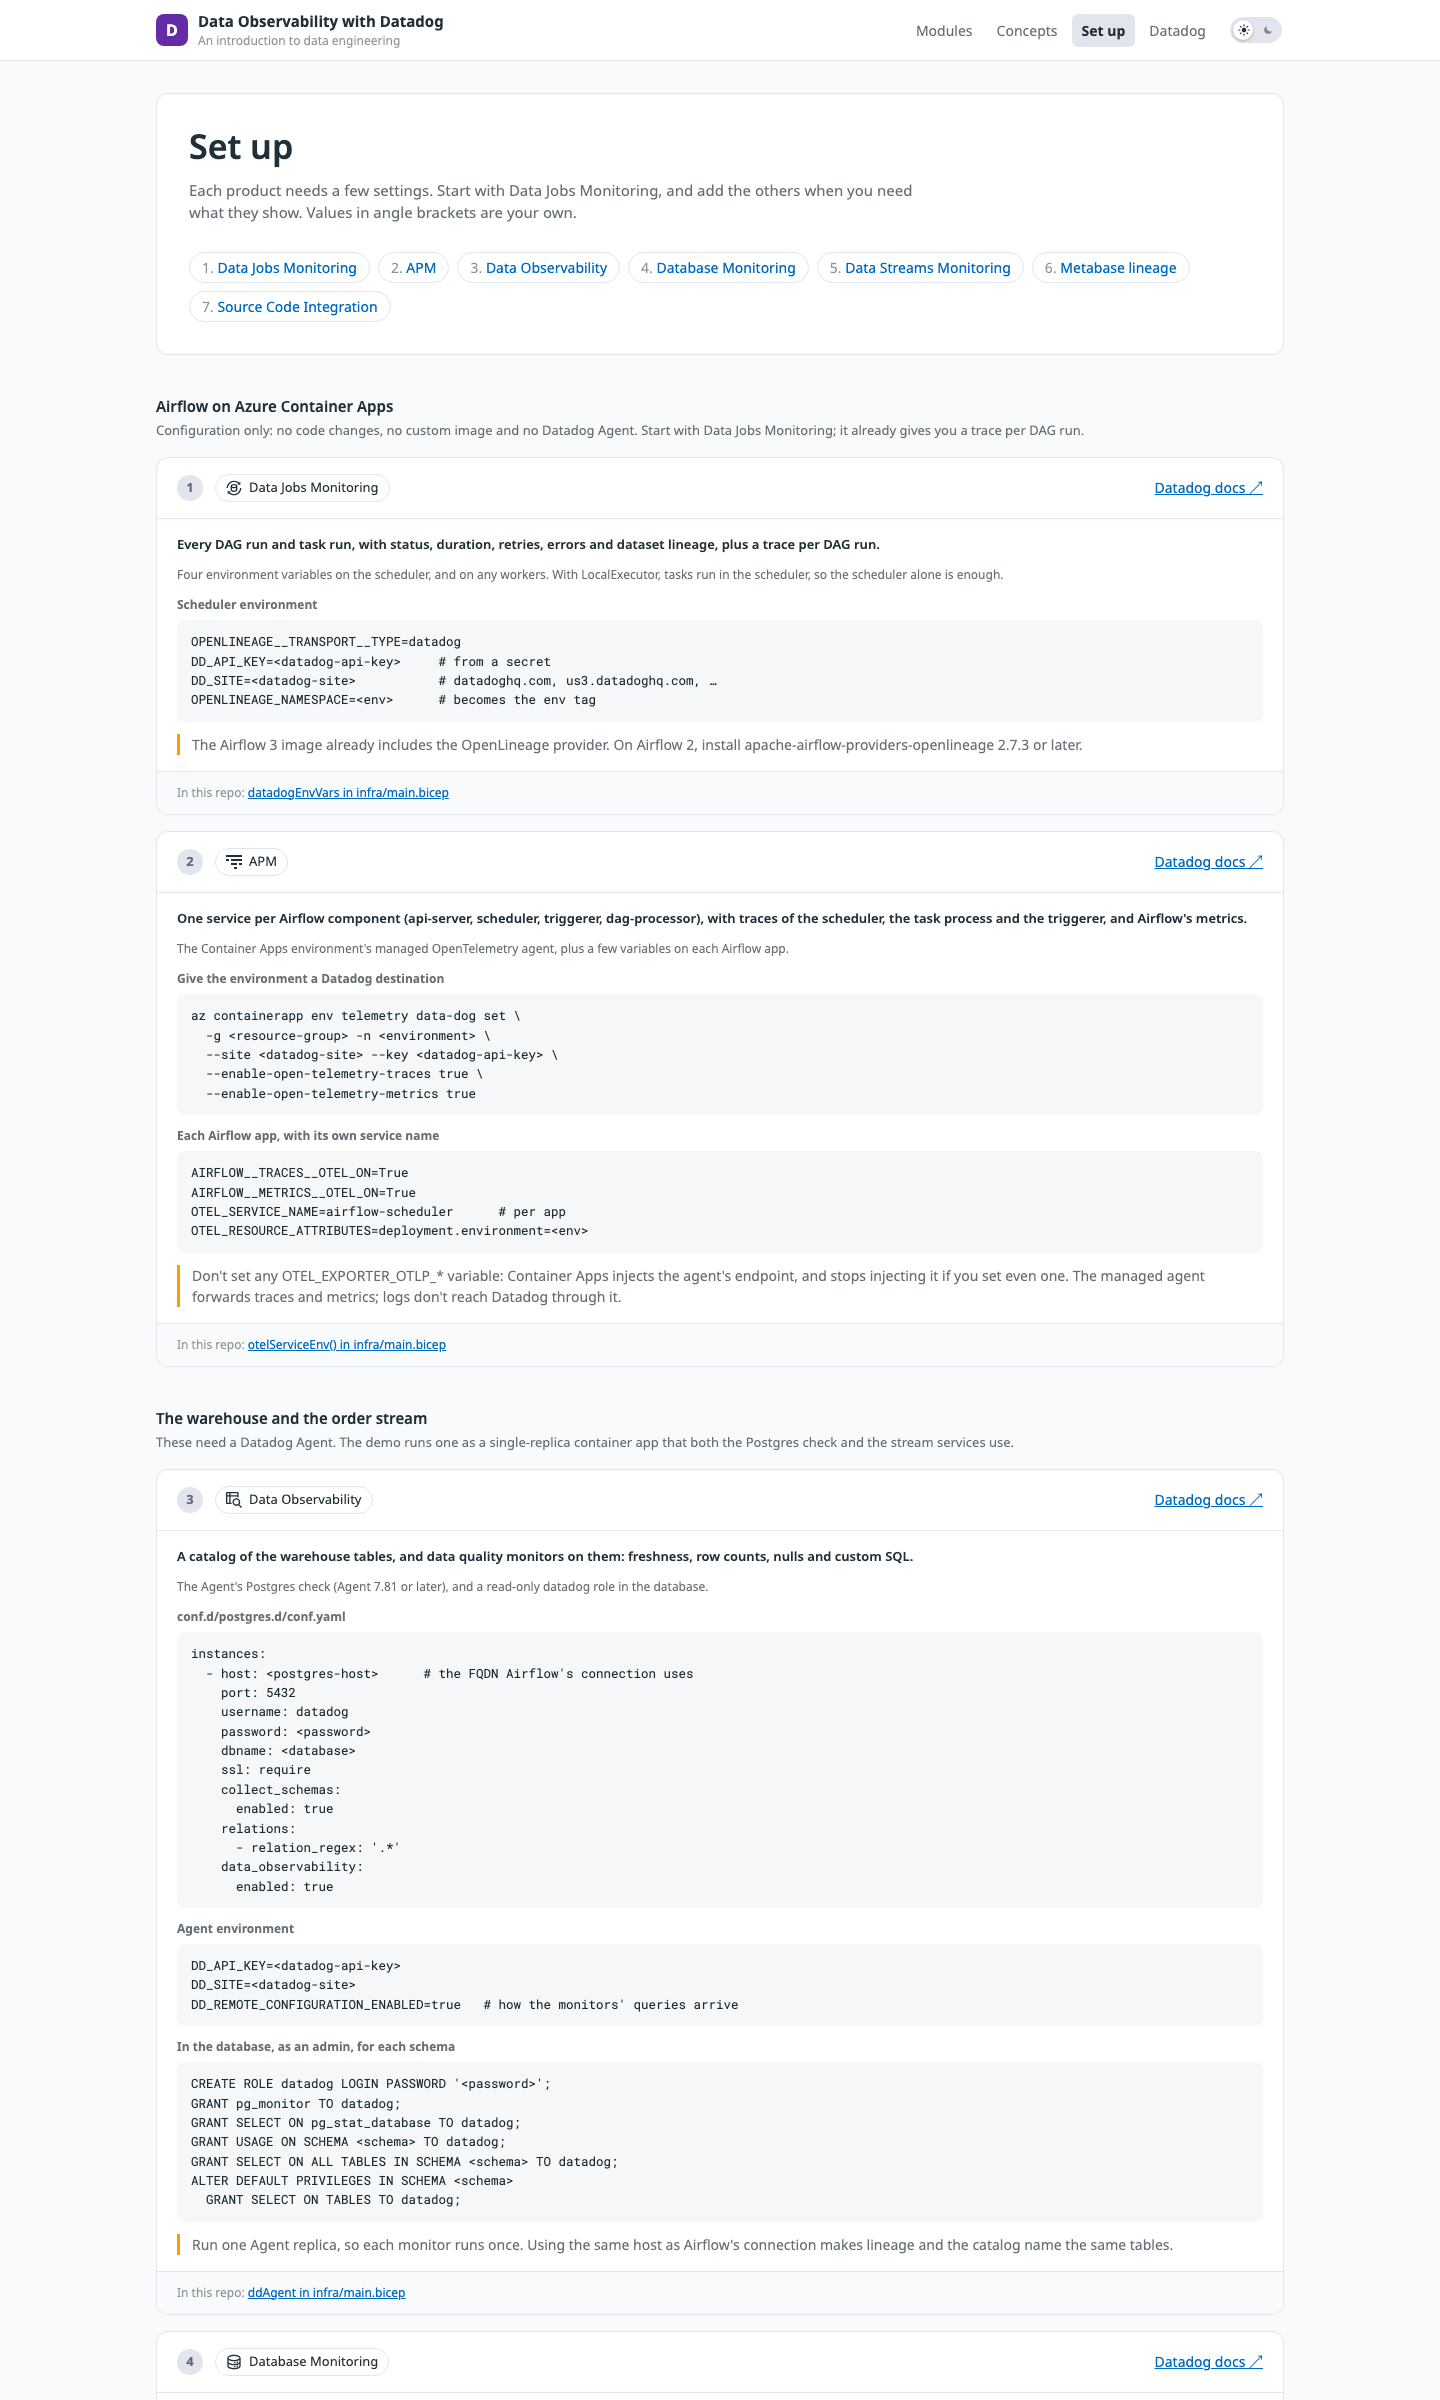 D
Data Observability with Datadog
An introduction to data engineering
Modules
Concepts
Set up
Datadog
Set up
Each product needs a few settings. Start with Data Jobs Monitoring, and add the others when you need
what they show. Values in angle brackets are your own.
1. Data Jobs Monitoring
2. APM
3. Data Observability
4. Database Monitoring
5. Data Streams Monitoring
6. Metabase lineage
7. Source Code Integration
Airflow on Azure Container Apps
Configuration only: no code changes, no custom image and no Datadog Agent. Start with Data Jobs Monitoring; it already gives you a trace per DAG run.
1
Data Jobs Monitoring
Datadog docs ↗
Every DAG run and task run, with status, duration, retries, errors and dataset lineage, plus a trace per DAG run.
Four environment variables on the scheduler, and on any workers. With LocalExecutor, tasks run in the scheduler, so the scheduler alone is enough.
Scheduler environment
OPENLINEAGE__TRANSPORT__TYPE=datadog
DD_API_KEY=<datadog-api-key>     # from a secret
DD_SITE=<datadog-site>           # datadoghq.com, us3.datadoghq.com, …
OPENLINEAGE_NAMESPACE=<env>      # becomes the env tag
The Airflow 3 image already includes the OpenLineage provider. On Airflow 2, install apache-airflow-providers-openlineage 2.7.3 or later.
In this repo: datadogEnvVars in infra/main.bicep
2
APM
Datadog docs ↗
One service per Airflow component (api-server, scheduler, triggerer, dag-processor), with traces of the scheduler, the task process and the triggerer, and Airflow's metrics.
The Container Apps environment's managed OpenTelemetry agent, plus a few variables on each Airflow app.
Give the environment a Datadog destination
az containerapp env telemetry data-dog set \
  -g <resource-group> -n <environment> \
  --site <datadog-site> --key <datadog-api-key> \
  --enable-open-telemetry-traces true \
  --enable-open-telemetry-metrics true
Each Airflow app, with its own service name
AIRFLOW__TRACES__OTEL_ON=True
AIRFLOW__METRICS__OTEL_ON=True
OTEL_SERVICE_NAME=airflow-scheduler      # per app
OTEL_RESOURCE_ATTRIBUTES=deployment.environment=<env>
Don't set any OTEL_EXPORTER_OTLP_* variable: Container Apps injects the agent's endpoint, and stops injecting it if you set even one. The managed agent
forwards traces and metrics; logs don't reach Datadog through it.
In this repo: otelServiceEnv() in infra/main.bicep
The warehouse and the order stream
These need a Datadog Agent. The demo runs one as a single-replica container app that both the Postgres check and the stream services use.
3
Data Observability
Datadog docs ↗
A catalog of the warehouse tables, and data quality monitors on them: freshness, row counts, nulls and custom SQL.
The Agent's Postgres check (Agent 7.81 or later), and a read-only datadog role in the database.
conf.d/postgres.d/conf.yaml
instances:
  - host: <postgres-host>      # the FQDN Airflow's connection uses
    port: 5432
    username: datadog
    password: <password>
    dbname: <database>
    ssl: require
    collect_schemas:
      enabled: true
    relations:
      - relation_regex: '.*'
    data_observability:
      enabled: true
Agent environment
DD_API_KEY=<datadog-api-key>
DD_SITE=<datadog-site>
DD_REMOTE_CONFIGURATION_ENABLED=true   # how the monitors' queries arrive
In the database, as an admin, for each schema
CREATE ROLE datadog LOGIN PASSWORD '<password>';
GRANT pg_monitor TO datadog;
GRANT SELECT ON pg_stat_database TO datadog;
GRANT USAGE ON SCHEMA <schema> TO datadog;
GRANT SELECT ON ALL TABLES IN SCHEMA <schema> TO datadog;
ALTER DEFAULT PRIVILEGES IN SCHEMA <schema>
  GRANT SELECT ON TABLES TO datadog;
Run one Agent replica, so each monitor runs once. Using the same host as Airflow's connection makes lineage and the catalog name the same tables.
In this repo: ddAgent in infra/main.bicep
4
Database Monitoring
Datadog docs ↗